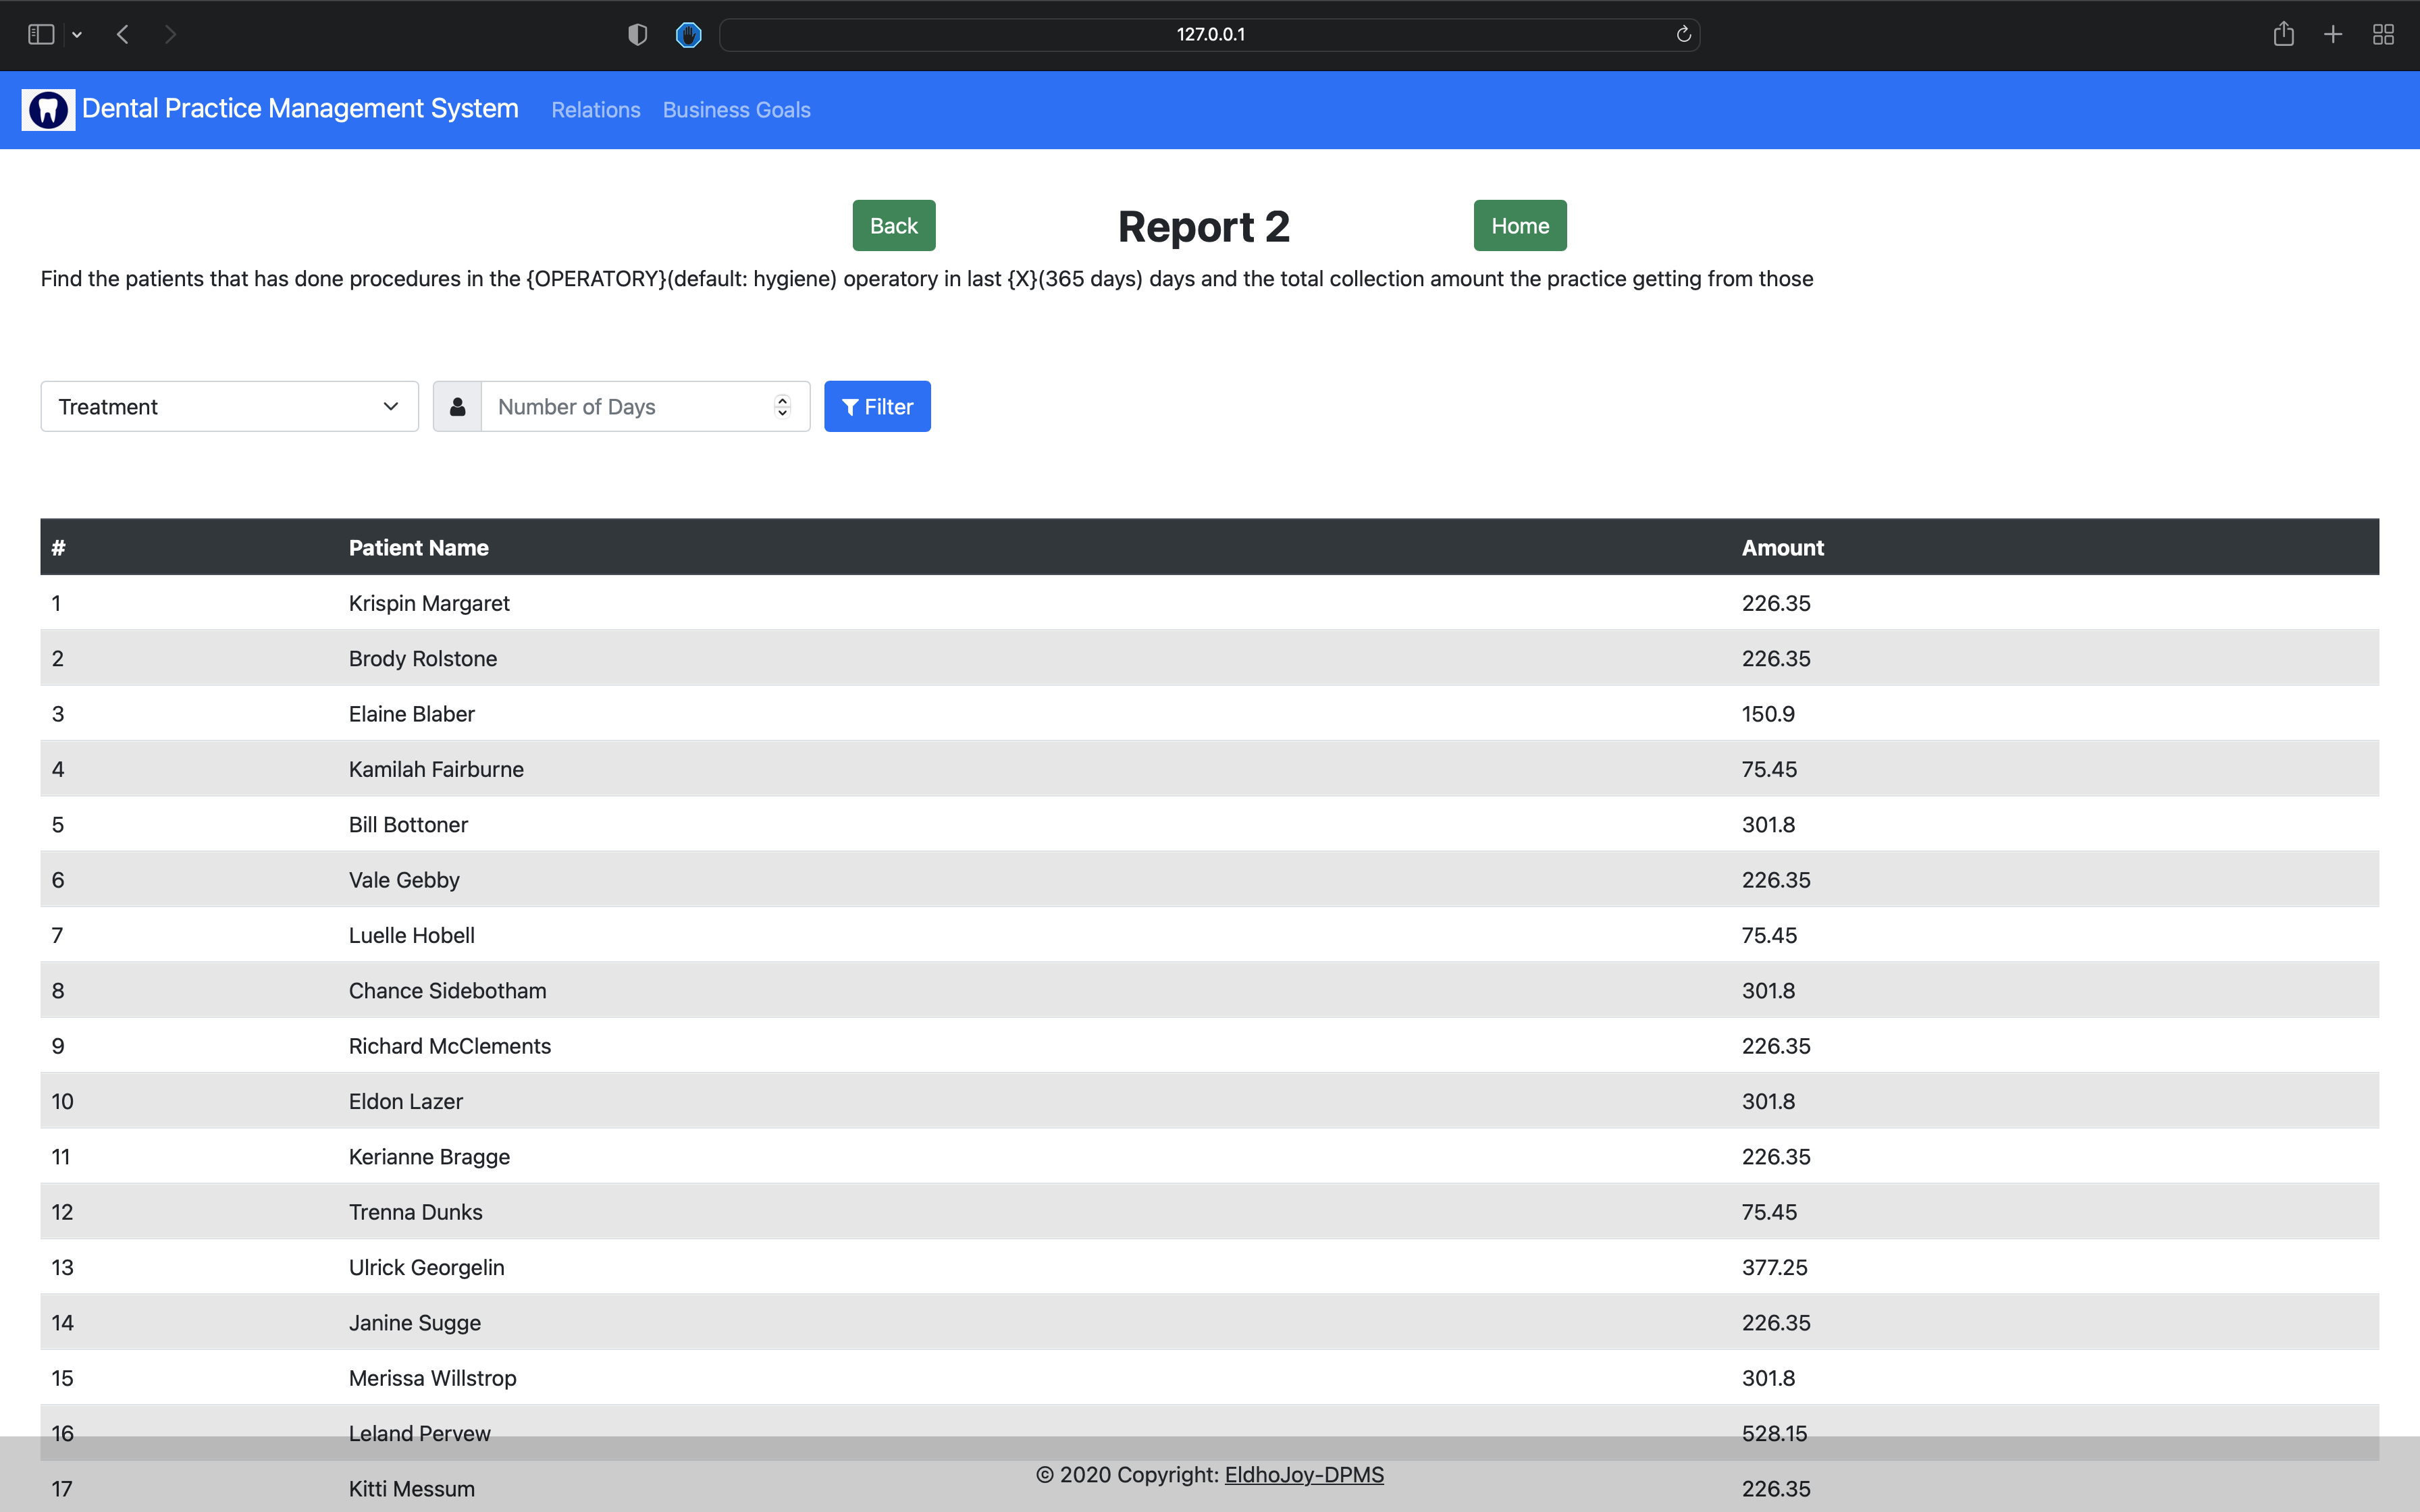 127.0.0.1
Dental Practice Management System Relations Business Goals
Back Report 2 Home
Find the patients that has done procedures in the {OPERATORY}(default: hygiene) operatory in last {X}(365 days) days and the total collection amount the practice getting from those
Treatment Number of Days Filter
# Patient Name Amount
1 Krispin Margaret 226.35
2 Brody Rolstone 226.35
3 Elaine Blaber 150.9
4 Kamilah Fairburne 75.45
5 Bill Bottoner 301.8
6 Vale Gebby 226.35
7 Luelle Hobell 75.45
8 Chance Sidebotham 301.8
9 Richard McClements 226.35
10 Eldon Lazer 301.8
11 Kerianne Bragge 226.35
12 Trenna Dunks 75.45
13 Ulrick Georgelin 377.25
14 Janine Sugge 226.35
15 Merissa Willstrop 301.8
16 Leland Pervew 528.15
© 2020 Copyright: EldhoJoy-DPMS
17 Kitti Messum 226.35